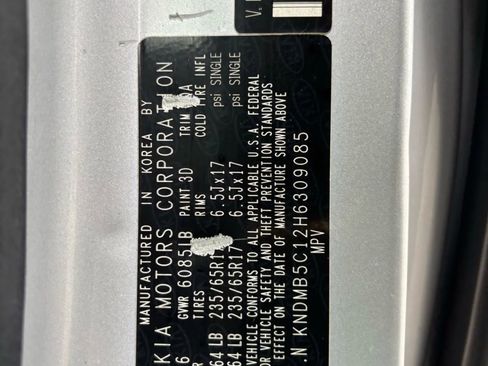 V.
MANUFACTURED IN KOREA BY
KIA MOTORS CORPORATION
6 GVWR 6085LB PAINT 3D TRIM
TIRES RIMS COLD TIRE INFL
64 LB 235/65R17 6.5Jx17 psi SINGLE
64 LB 235/65R17 6.5Jx17 psi SINGLE
VEHICLE CONFORMS TO ALL APPLICABLE U.S.A. FEDERAL
OR VEHICLE SAFETY AND THEFT PREVENTION STANDARDS
EFFECT ON THE DATE OF MANUFACTURE SHOWN ABOVE
.N KNDMB5C12H6309085
MPV